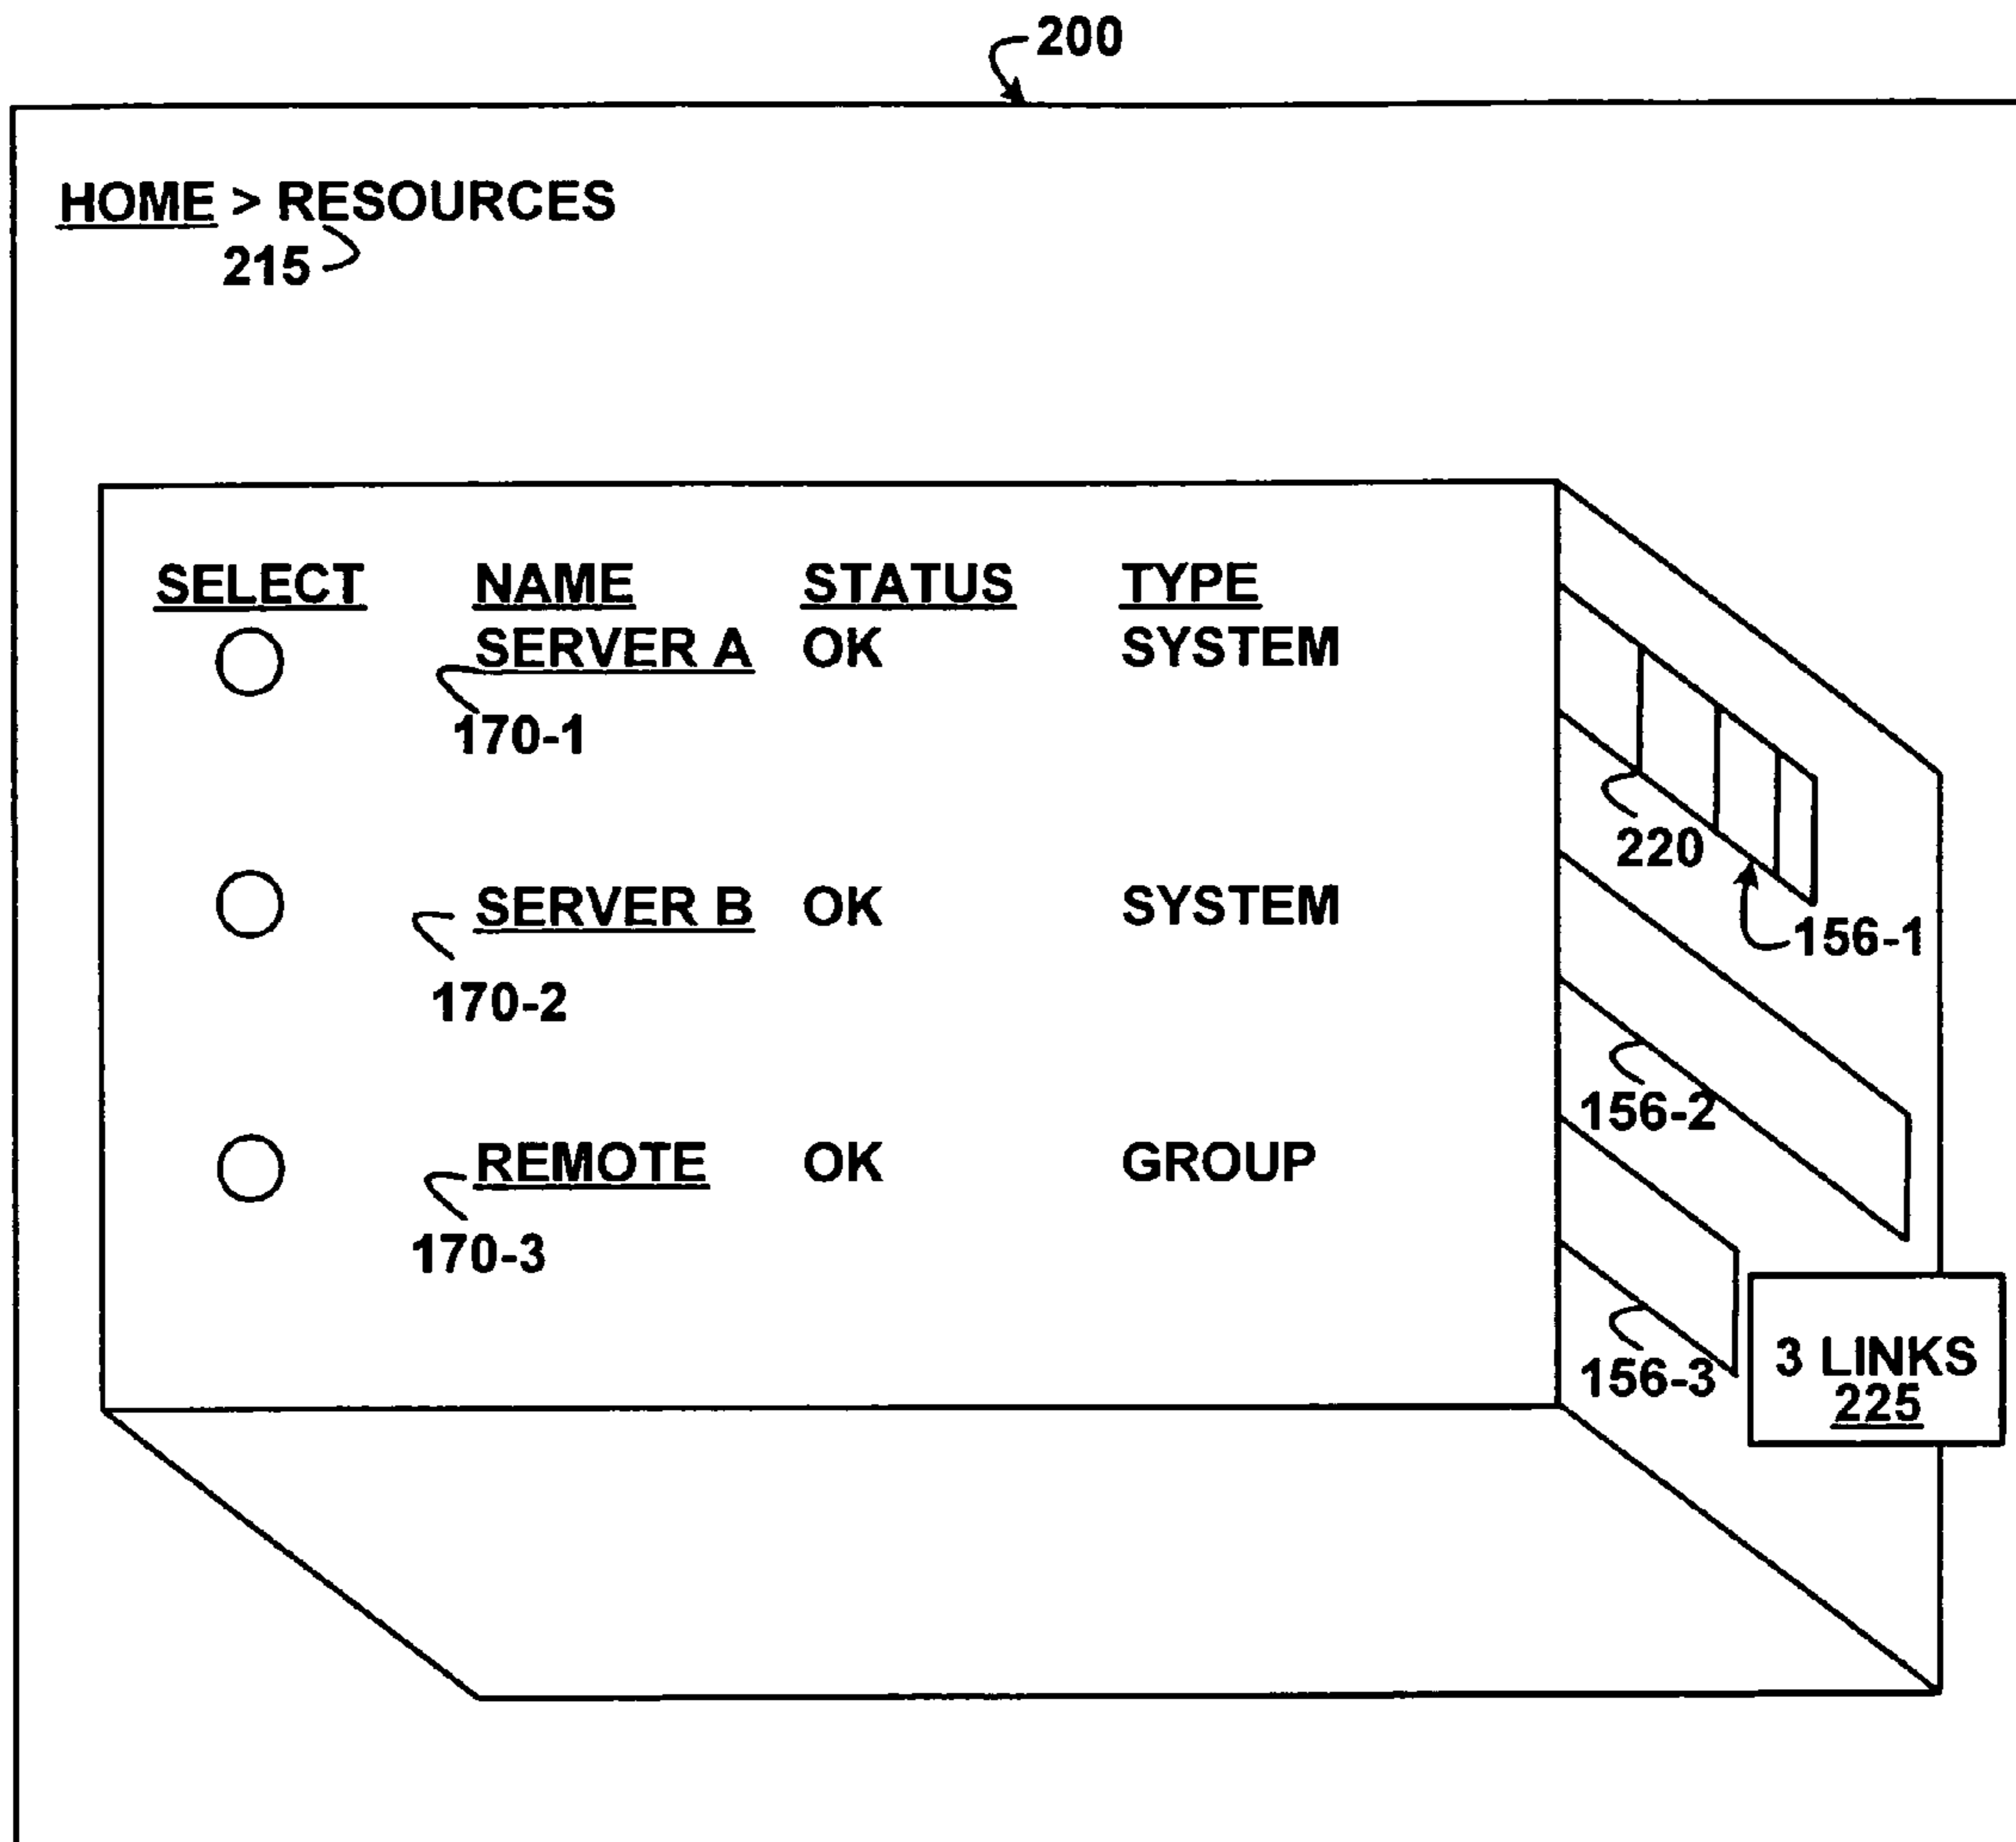 200
HOME > RESOURCES
215
SELECT NAME STATUS TYPE
SERVER A OK SYSTEM
170-1
220
SERVER B OK SYSTEM
156-1
170-2
156-2
REMOTE OK GROUP
170-3
3 LINKS
156-3
225